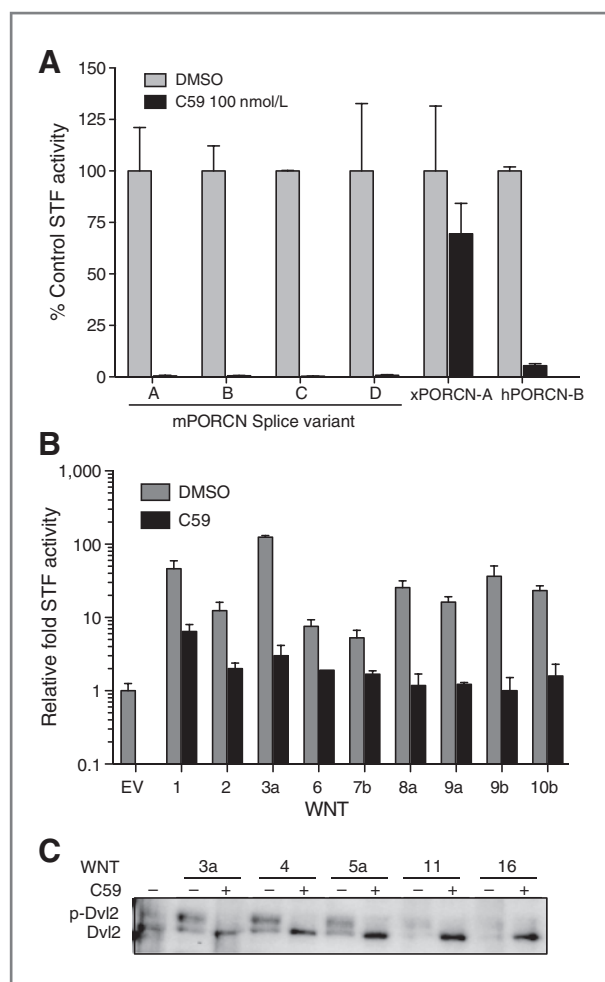 A
150
125
100
75
50
25
0
% Control STF activity
DMSO
C59 100 nmol/L
A B C D xPORCN-A hPORCN-B
mPORCN Splice variant
B
1,000
100
10
1
0.1
Relative fold STF activity
DMSO
C59
EV 1 2 3a 6 7b 8a 9a 9b 10b
WNT
C
WNT 3a 4 5a 11 16
C59 – – + – + – + – + – +
p-Dvl2
Dvl2